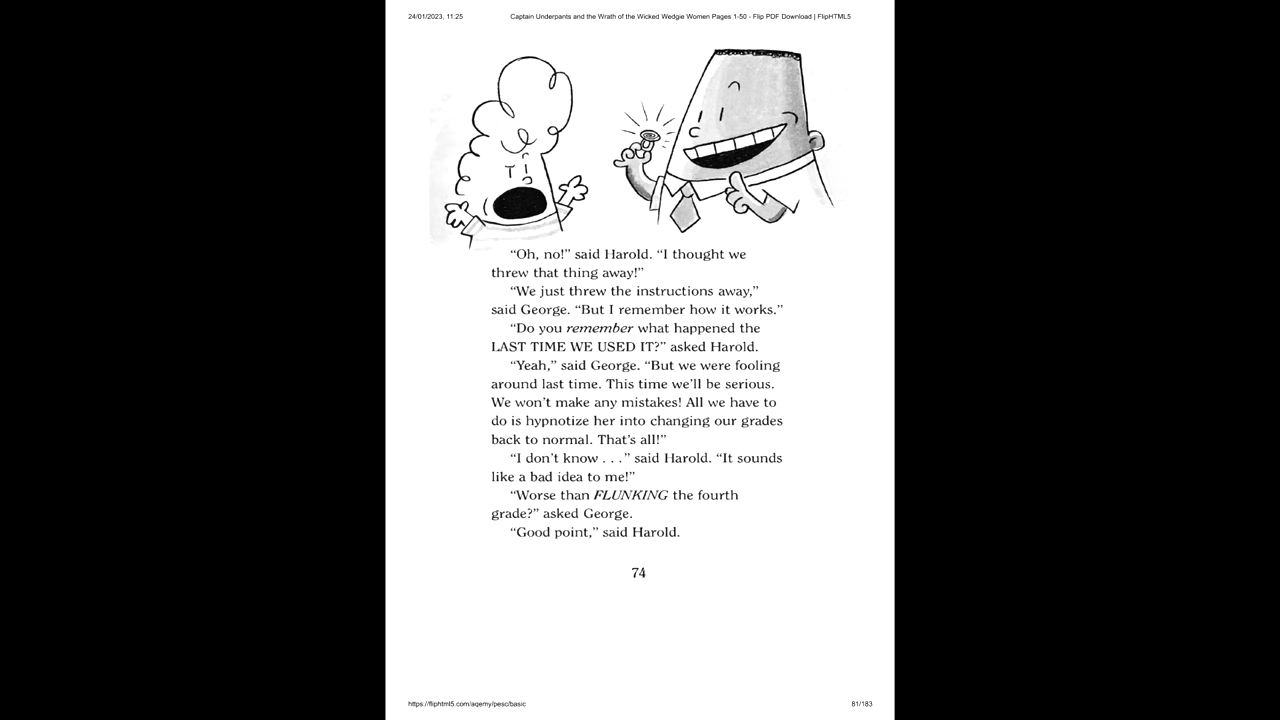 24/01/2023, 11:25
Captain Underpants and the Wrath of the Wicked Wedgie Women Pages 1-50 - Flip PDF Download | FlipHTML5
“Oh, no!” said Harold. “I thought we
threw that thing away!”
“We just threw the instructions away,”
said George. “But I remember how it works.”
“Do you remember what happened the
LAST TIME WE USED IT?” asked Harold.
“Yeah,” said George. “But we were fooling
around last time. This time we’ll be serious.
We won’t make any mistakes! All we have to
do is hypnotize her into changing our grades
back to normal. That’s all!”
“I don’t know . . .” said Harold. “It sounds
like a bad idea to me!”
“Worse than FLUNKING the fourth
grade?” asked George.
“Good point,” said Harold.
74
https://fliphtml5.com/aqemy/pesc/basic
81/183